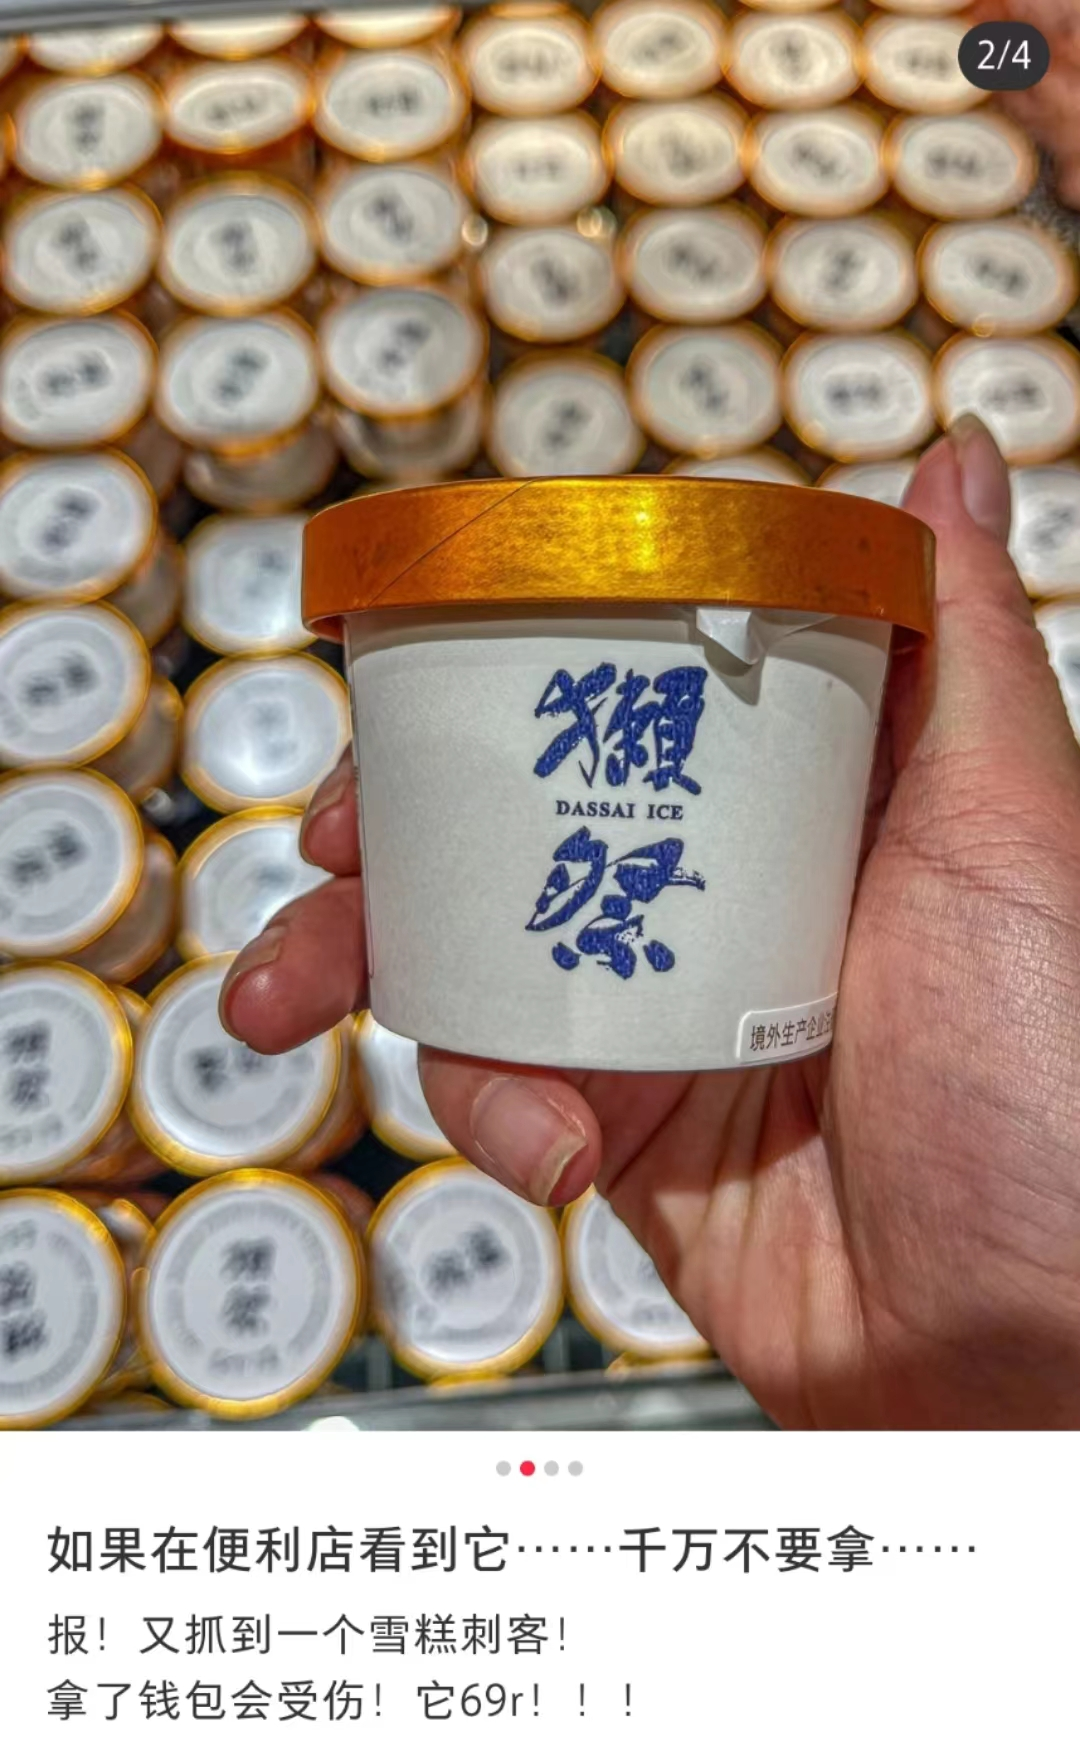 2/4
獺
DASSAI ICE
祭
境外生产企业
如果在便利店看到它……千万不要拿……
报！又抓到一个雪糕刺客！
拿了钱包会受伤！它69r！！！